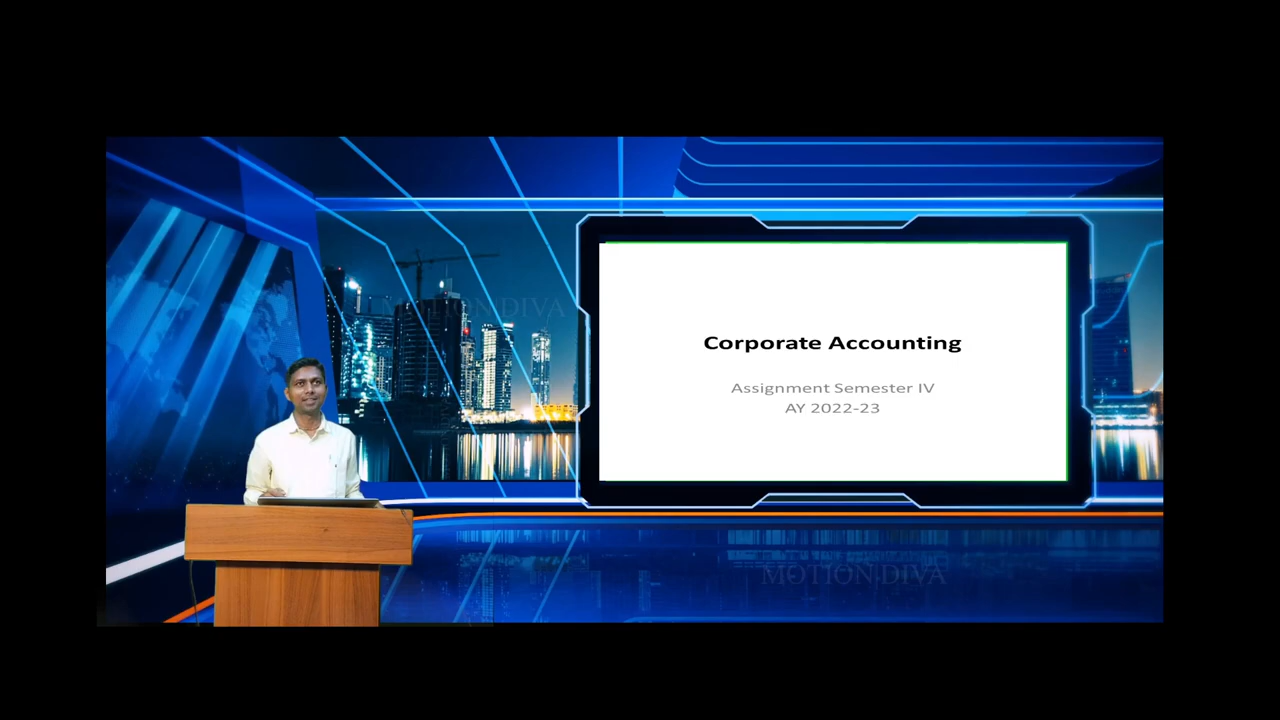 MOTION DIVA
Corporate Accounting
Assignment Semester IV
AY 2022-23
MOTION DIVA